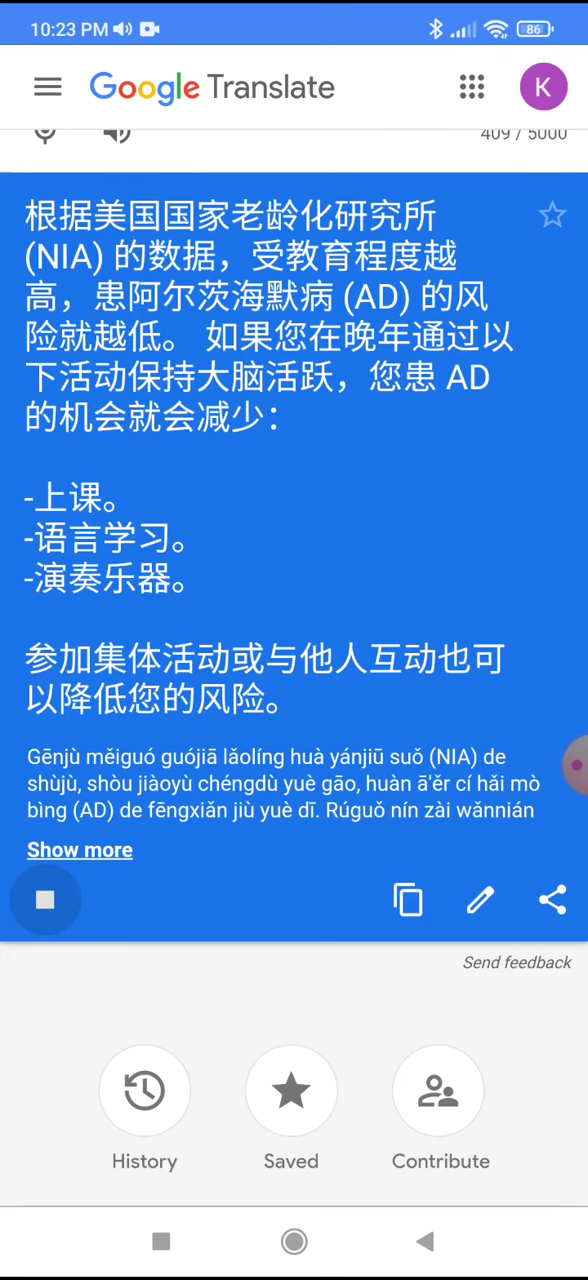 10:23 PM
86
Google Translate
K
409 / 5000
根据美国国家老龄化研究所
(NIA) 的数据，受教育程度越
高，患阿尔茨海默病 (AD) 的风
险就越低。 如果您在晚年通过以
下活动保持大脑活跃，您患 AD
的机会就会减少：
-上课。
-语言学习。
-演奏乐器。
参加集体活动或与他人互动也可
以降低您的风险。
Gēnjù měiguó guójiā lǎolíng huà yánjiū suǒ (NIA) de
shùjù, shòu jiàoyù chéngdù yuè gāo, huàn ā'ěr cí hǎi mò
bìng (AD) de fēngxiǎn jiù yuè dī. Rúguǒ nín zài wǎnnián
Show more
Send feedback
History
Saved
Contribute